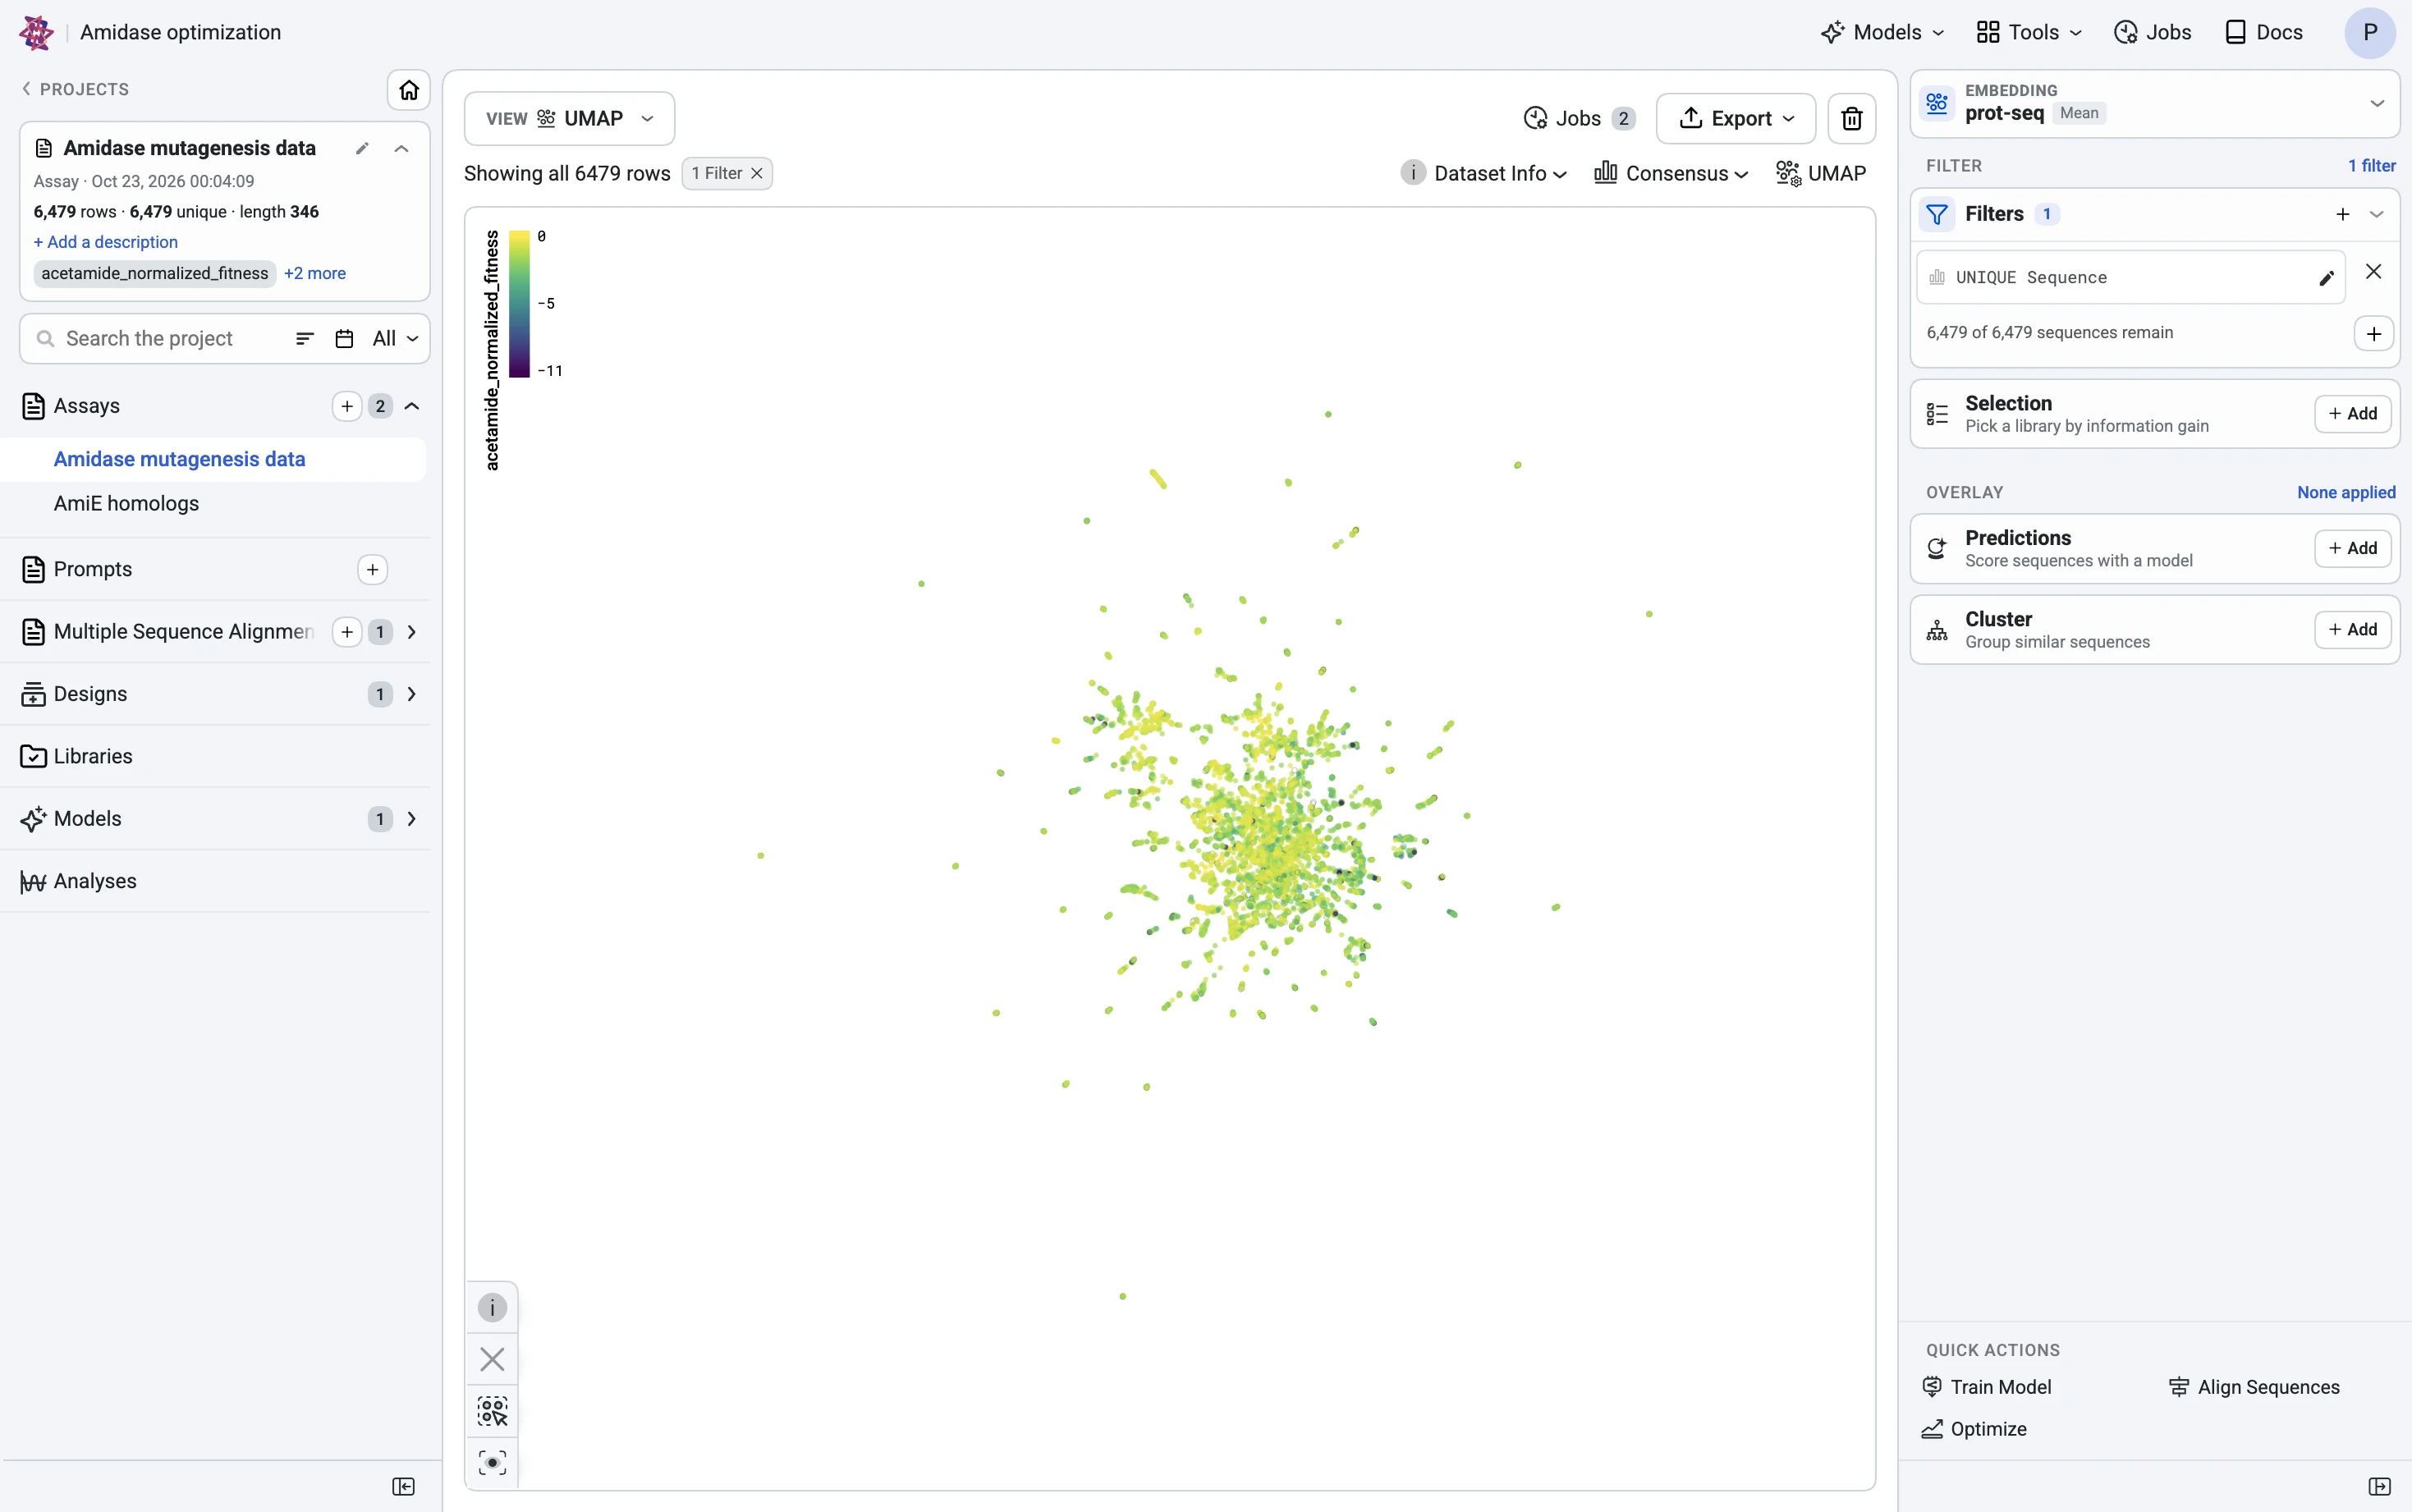 Amidase optimization
Models
Tools
Jobs
Docs
P
PROJECTS
Amidase mutagenesis data
Assay · Oct 23, 2026 00:04:09
6,479 rows · 6,479 unique · length 346
+ Add a description
acetamide_normalized_fitness +2 more
Search the project
All
Assays
2
Amidase mutagenesis data
AmiE homologs
Prompts
Multiple Sequence Alignmen
1
Designs
1
Libraries
Models
1
Analyses
VIEW UMAP
Jobs 2
Export
Showing all 6479 rows
1 Filter
Dataset Info
Consensus
UMAP
acetamide_normalized_fitness
0
-5
-11
EMBEDDING
prot-seq Mean
FILTER
1 filter
Filters 1
UNIQUE Sequence
6,479 of 6,479 sequences remain
Selection
Pick a library by information gain
+ Add
OVERLAY
None applied
Predictions
Score sequences with a model
+ Add
Cluster
Group similar sequences
+ Add
QUICK ACTIONS
Train Model
Align Sequences
Optimize